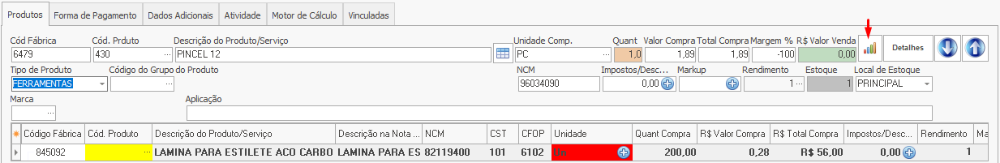 Produtos Forma de Pagamento Dados Adicionais Atividade Motor de Cálculo Vinculadas
Cód Fábrica Cód. Prduto Descrição do Produto/Serviço Unidade Comp. Quant Valor Compra Total Compra Margem % R$ Valor Venda
6479 430 ... PINCEL 12 PC ... 1,0 1,89 1,89 -100 0,00 Detalhes
Tipo de Produto Código do Grupo do Produto NCM Impostos/Desc... Markup Rendimento Estoque Local de Estoque
FERRAMENTAS ... 96034090 0,00 1 ... 1 PRINCIPAL
Marca Aplicação
...
Código Fábrica Cód. Produto Descrição do Produto/Serviço Descrição na Nota ... NCM CST CFOP Unidade Quant Compra R$ Valor Compra R$ Total Compra Impostos/Desc... Rendimento Ma
845092 ... LAMINA PARA ESTILETE ACO CARBO LAMINA PARA ES 82119400 101 6102 Un 200,00 0,28 R$ 56,00 0,00 1